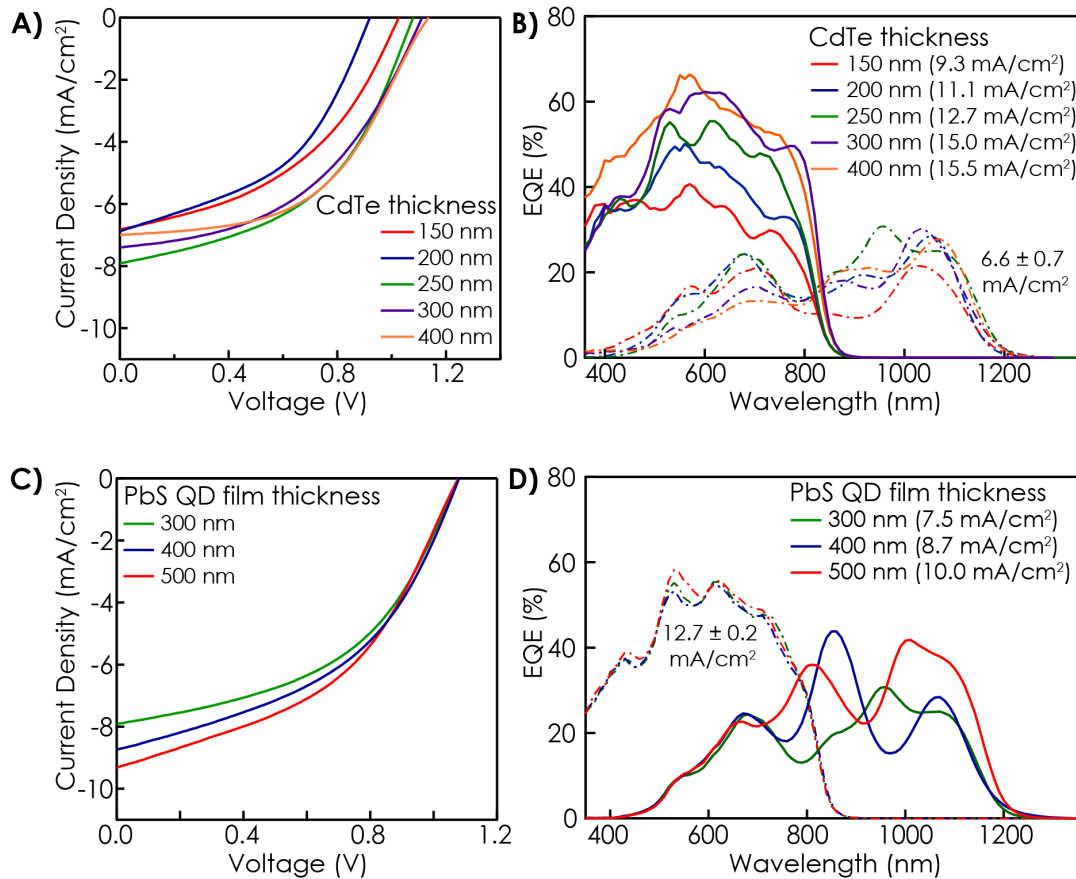 A)
0
-2
-4
-6
-8
-10
Current Density (mA/cm²)
0.0
0.4
0.8
1.2
Voltage (V)
CdTe thickness
150 nm
200 nm
250 nm
300 nm
400 nm
B)
80
60
40
20
0
EQE (%)
400
600
800
1000
1200
Wavelength (nm)
CdTe thickness
150 nm (9.3 mA/cm²)
200 nm (11.1 mA/cm²)
250 nm (12.7 mA/cm²)
300 nm (15.0 mA/cm²)
400 nm (15.5 mA/cm²)
6.6 ± 0.7
mA/cm²
C)
0
-2
-4
-6
-8
-10
Current Density (mA/cm²)
0.0
0.4
0.8
1.2
Voltage (V)
PbS QD film thickness
300 nm
400 nm
500 nm
D)
80
60
40
20
0
EQE (%)
400
600
800
1000
1200
Wavelength (nm)
PbS QD film thickness
300 nm (7.5 mA/cm²)
400 nm (8.7 mA/cm²)
500 nm (10.0 mA/cm²)
12.7 ± 0.2
mA/cm²